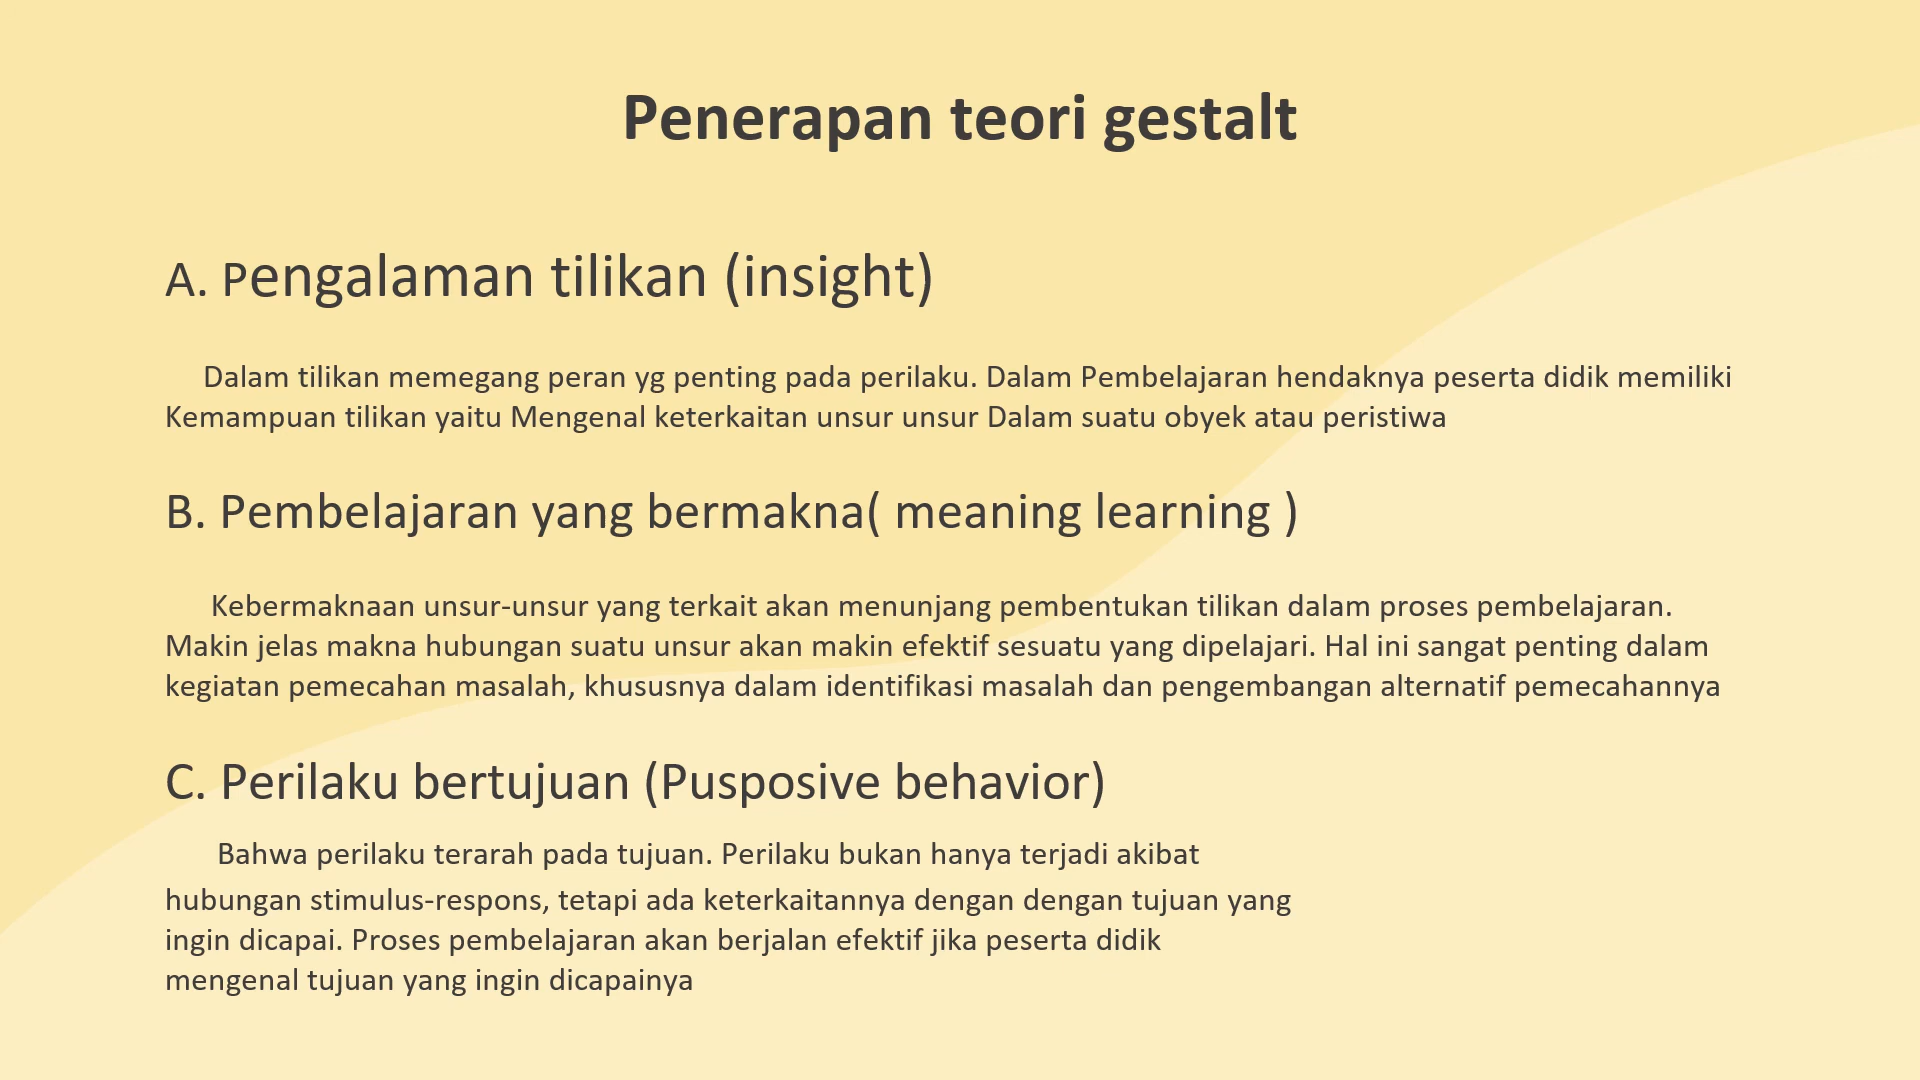 Penerapan teori gestalt
A. Pengalaman tilikan (insight)
Dalam tilikan memegang peran yg penting pada perilaku. Dalam Pembelajaran hendaknya peserta didik memiliki
Kemampuan tilikan yaitu Mengenal keterkaitan unsur unsur Dalam suatu obyek atau peristiwa
B. Pembelajaran yang bermakna( meaning learning )
Kebermaknaan unsur-unsur yang terkait akan menunjang pembentukan tilikan dalam proses pembelajaran.
Makin jelas makna hubungan suatu unsur akan makin efektif sesuatu yang dipelajari. Hal ini sangat penting dalam
kegiatan pemecahan masalah, khususnya dalam identifikasi masalah dan pengembangan alternatif pemecahannya
C. Perilaku bertujuan (Pusposive behavior)
Bahwa perilaku terarah pada tujuan. Perilaku bukan hanya terjadi akibat
hubungan stimulus-respons, tetapi ada keterkaitannya dengan dengan tujuan yang
ingin dicapai. Proses pembelajaran akan berjalan efektif jika peserta didik
mengenal tujuan yang ingin dicapainya